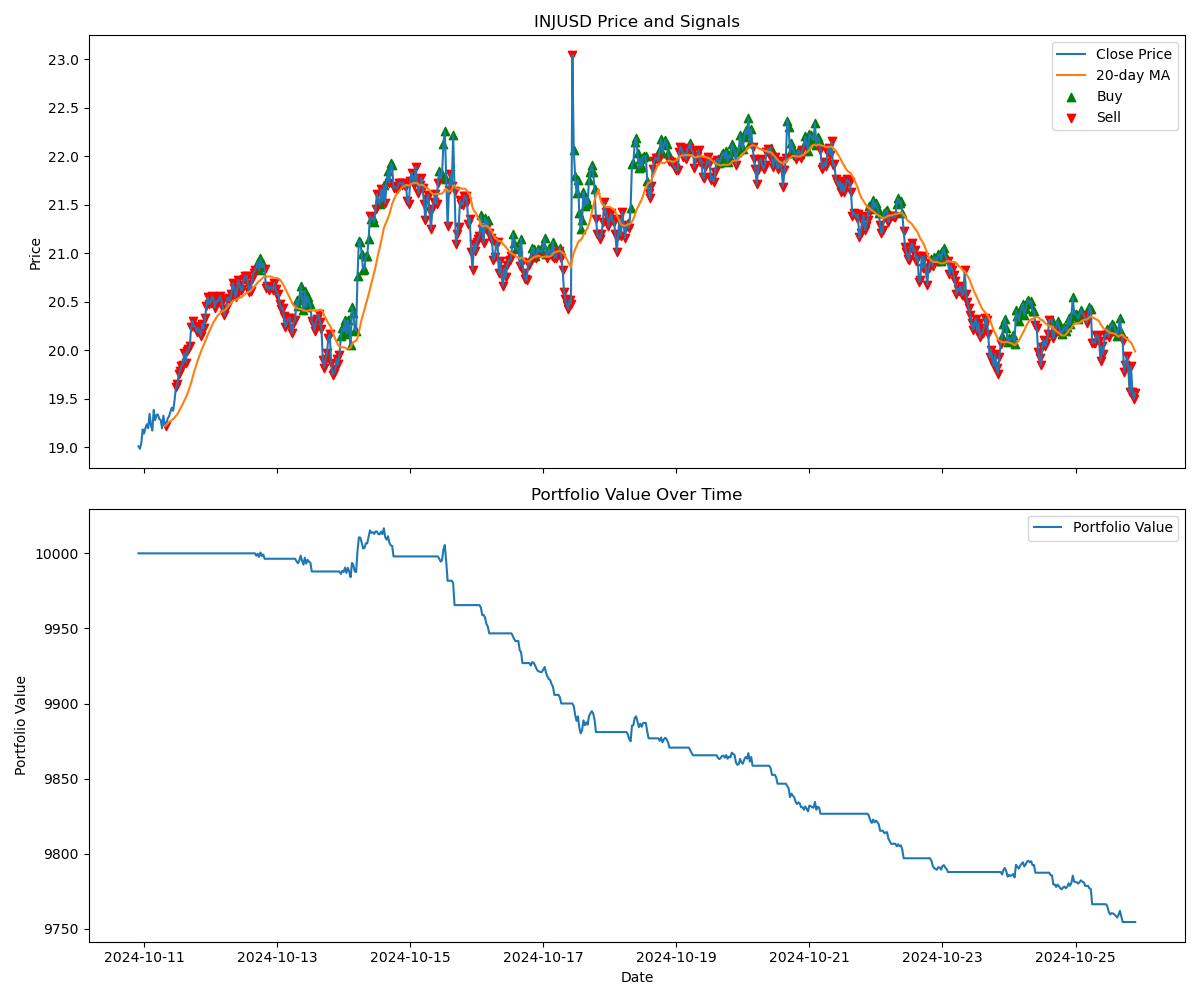 INJUSD Price and Signals
Close Price
20-day MA
Buy
Sell
Price
23.0
22.5
22.0
21.5
21.0
20.5
20.0
19.5
19.0
Portfolio Value Over Time
Portfolio Value
Portfolio Value
10000
9950
9900
9850
9800
9750
2024-10-11 2024-10-13 2024-10-15 2024-10-17 2024-10-19 2024-10-21 2024-10-23 2024-10-25
Date